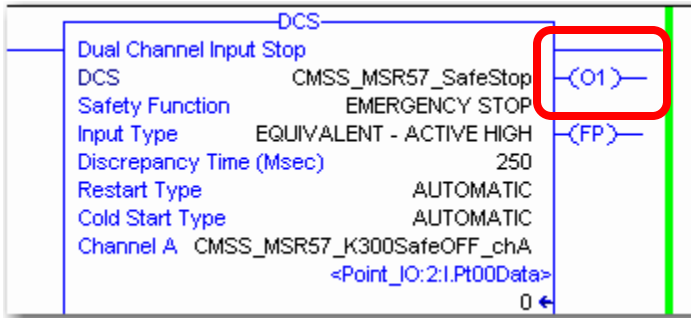 DCS
Dual Channel Input Stop
DCS CMSS_MSR57_SafeStop (O1)
Safety Function EMERGENCY STOP
Input Type EQUIVALENT - ACTIVE HIGH (FP)
Discrepancy Time (Msec) 250
Restart Type AUTOMATIC
Cold Start Type AUTOMATIC
Channel A CMSS_MSR57_K300SafeOFF_chA
<Point_IO:2:I.Pt00Data>
0